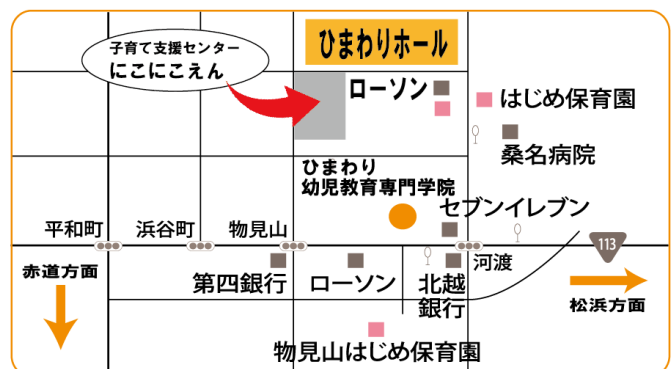 子育て支援センター
にこにこえん
ひまわりホール
ローソン
はじめ保育園
桑名病院
ひまわり
幼児教育専門学院
セブンイレブン
平和町
浜谷町
物見山
河渡
113
赤道方面
第四銀行
ローソン
北越
銀行
松浜方面
物見山はじめ保育園